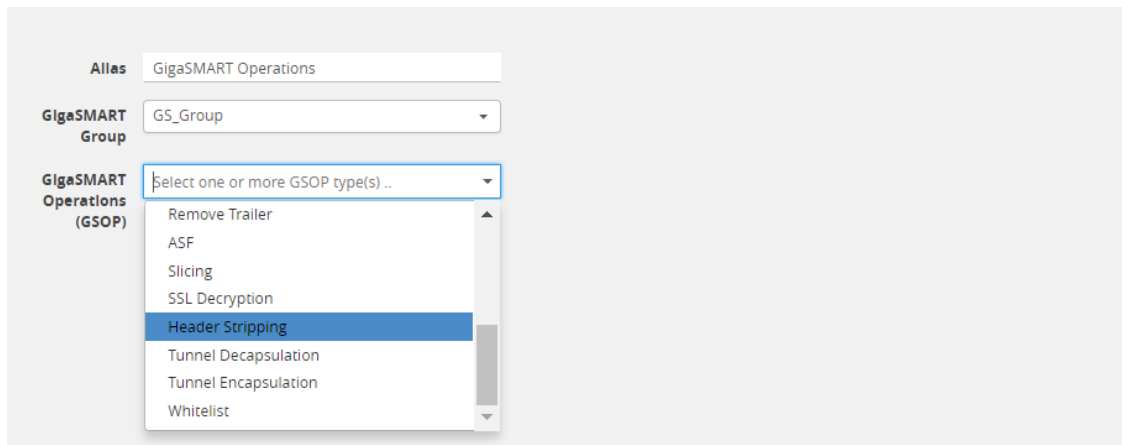 Alias GigaSMART Operations
GigaSMART
Group
GS_Group
GigaSMART
Operations
(GSOP)
Select one or more GSOP type(s) ..
Remove Trailer
ASF
Slicing
SSL Decryption
Header Stripping
Tunnel Decapsulation
Tunnel Encapsulation
Whitelist